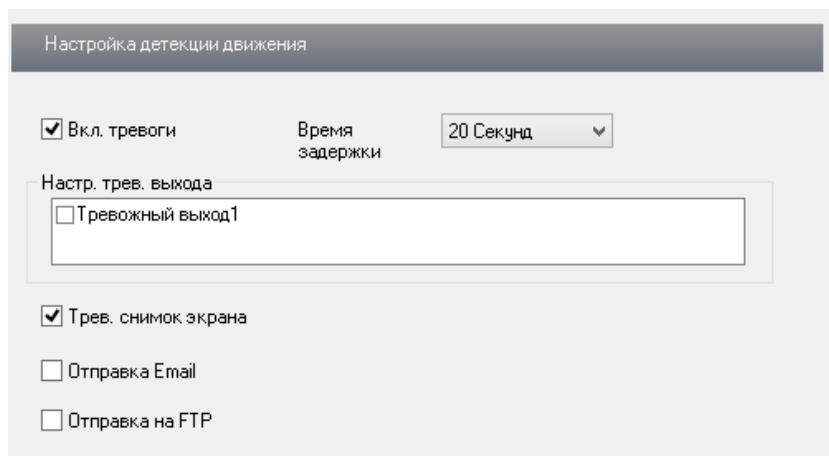 Настройка детекции движения
Вкл. тревоги
Время
задержки
20 Секунд
Настр. трев. выхода
Тревожный выход1
Трев. снимок экрана
Отправка Email
Отправка на FTP